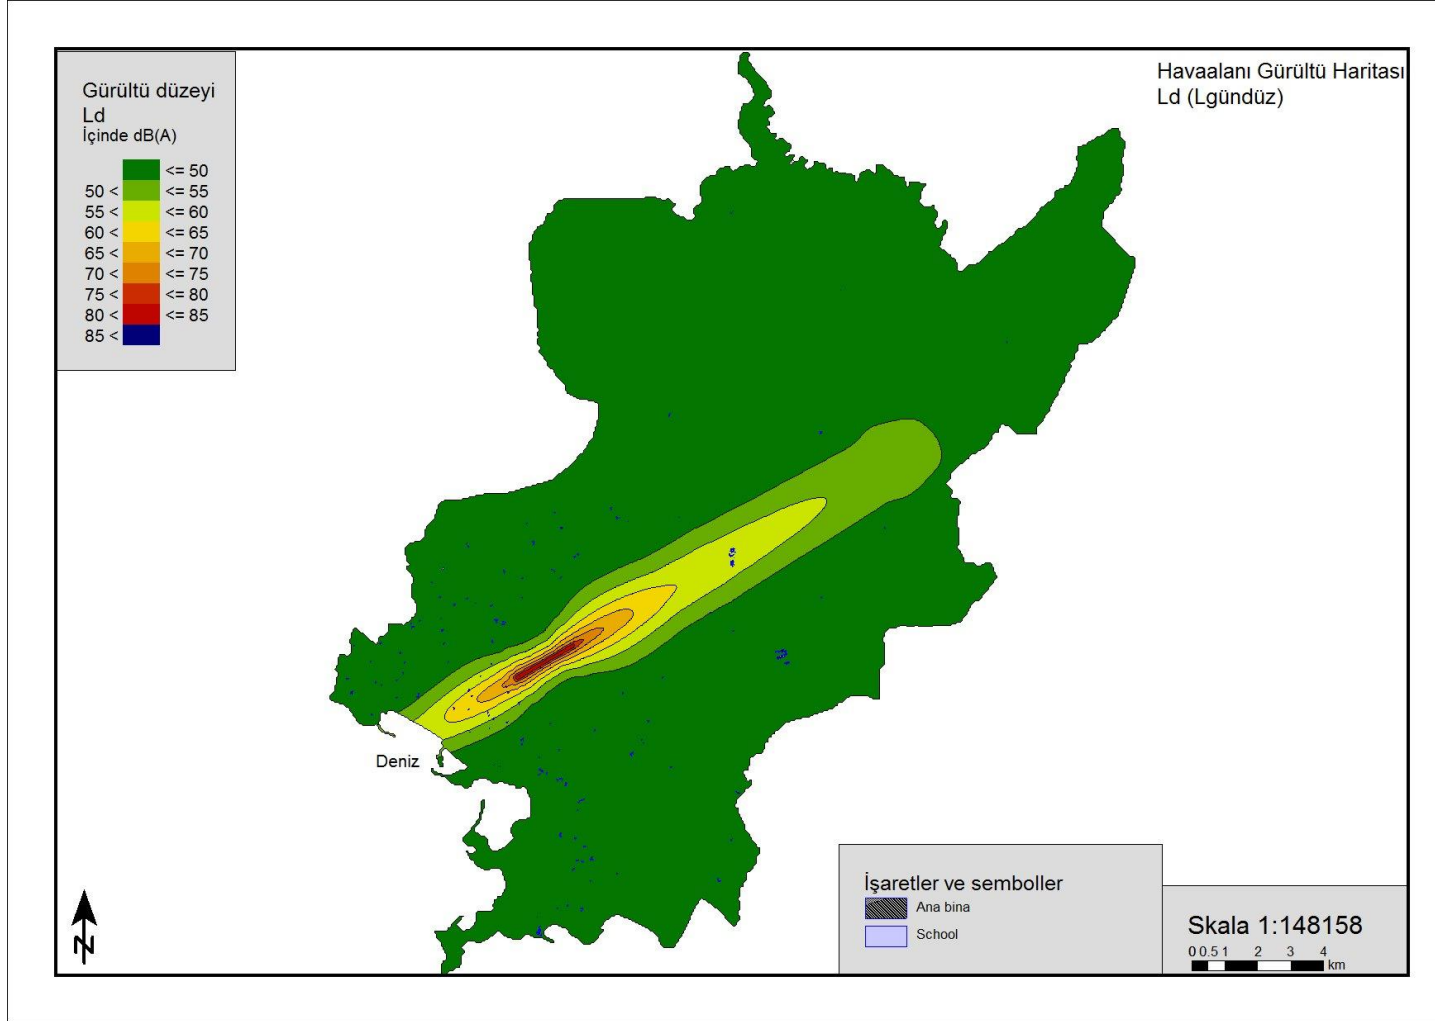 Gürültü düzeyi
Ld
İçinde dB(A)
<= 50
50 < <= 55
55 < <= 60
60 < <= 65
65 < <= 70
70 < <= 75
75 < <= 80
80 < <= 85
85 <
Havaalanı Gürültü Haritası
Ld (Lgündüz)
Deniz
N
İşaretler ve semboller
Ana bina
School
Skala 1:148158
0 0.5 1 2 3 4
km